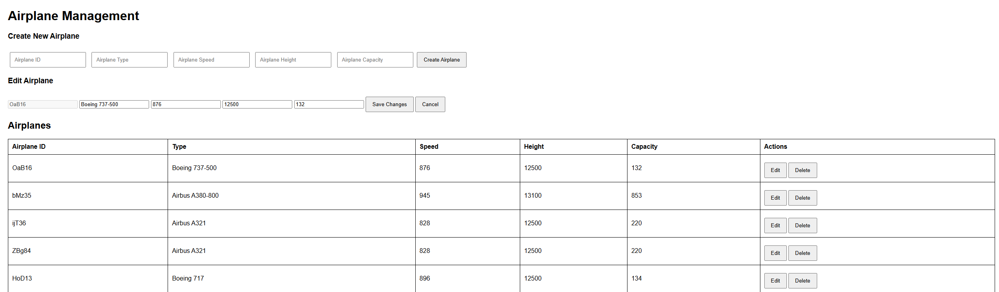 Airplane Management
Create New Airplane
Airplane ID Airplane Type Airplane Speed Airplane Height Airplane Capacity Create Airplane
Edit Airplane
OaB16 Boeing 737-500 876 12500 132 Save Changes Cancel
Airplanes
Airplane ID Type Speed Height Capacity Actions
OaB16 Boeing 737-500 876 12500 132 Edit Delete
bMz35 Airbus A380-800 945 13100 853 Edit Delete
ijT36 Airbus A321 828 12500 220 Edit Delete
ZBg84 Airbus A321 828 12500 220 Edit Delete
HoD13 Boeing 717 896 12500 134 Edit Delete